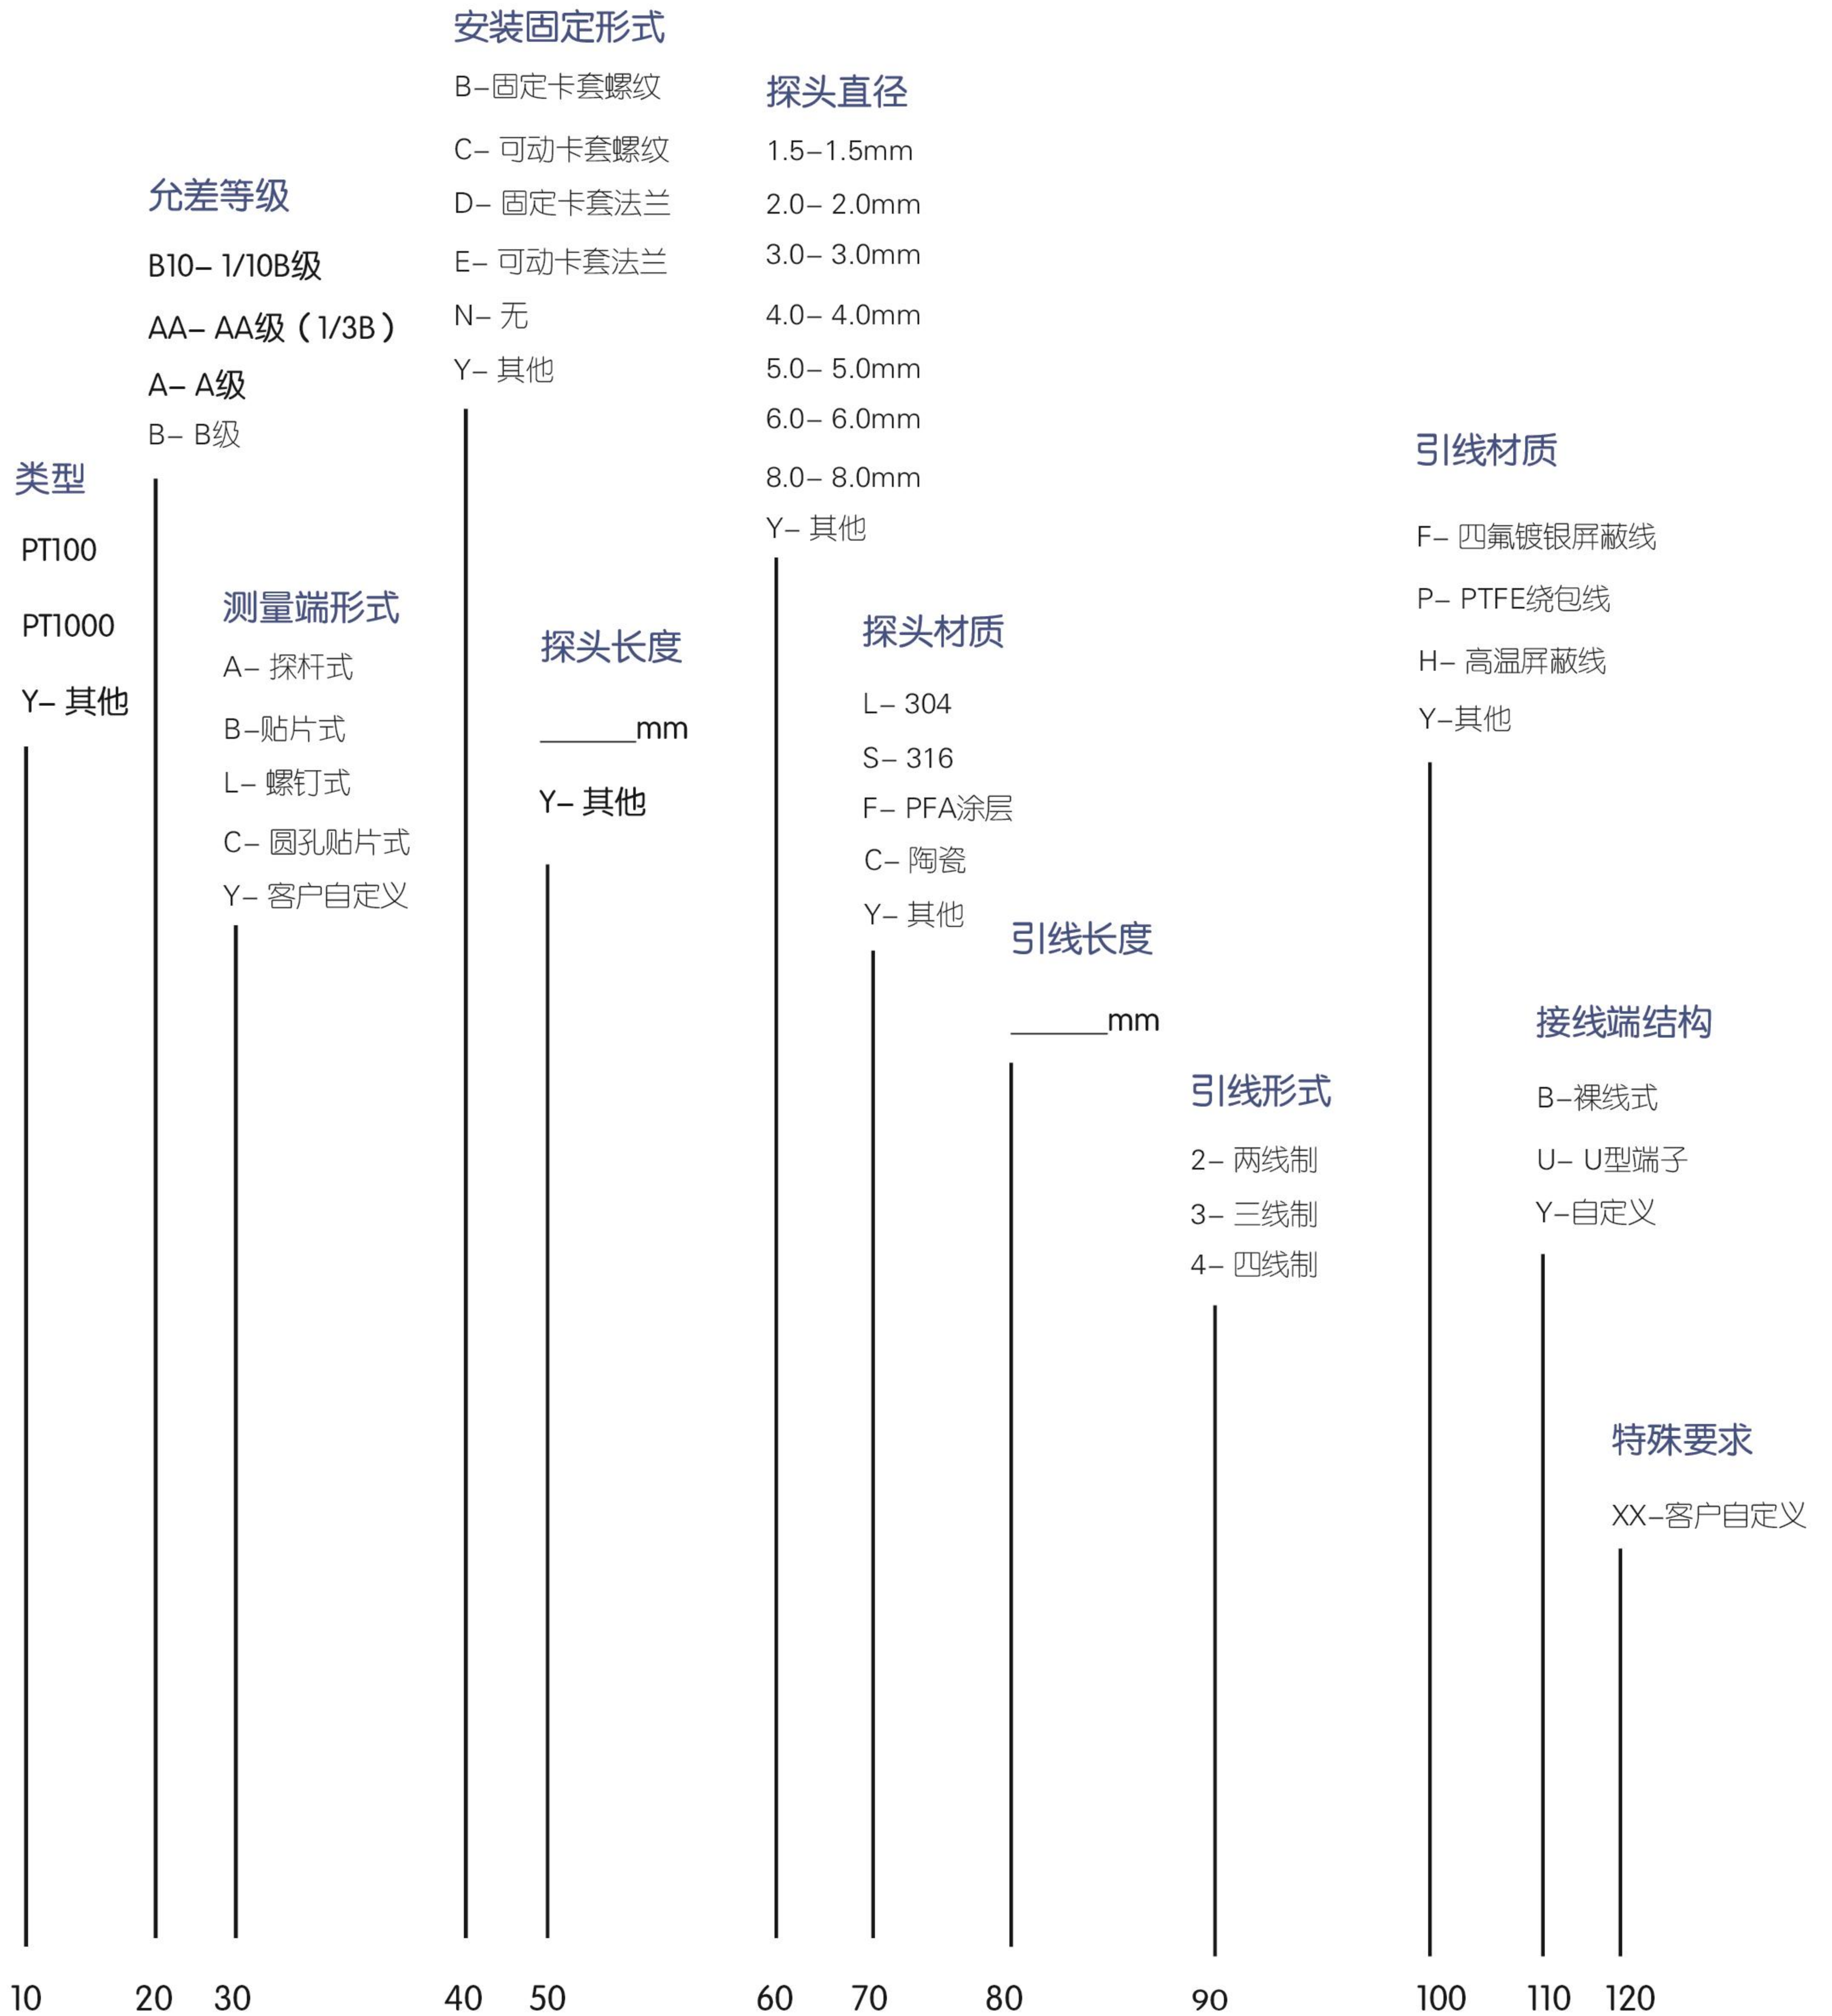 类型
PT100
PT1000
Y– 其他
允差等级
B10– 1/10B级
AA– AA级（1/3B）
A– A级
B– B级
测量端形式
A– 探杆式
B–贴片式
L– 螺钉式
C– 圆孔贴片式
Y– 客户自定义
安装固定形式
B–固定卡套螺纹
C– 可动卡套螺纹
D– 固定卡套法兰
E– 可动卡套法兰
N– 无
Y– 其他
探头长度
______mm
Y– 其他
探头直径
1.5–1.5mm
2.0– 2.0mm
3.0– 3.0mm
4.0– 4.0mm
5.0– 5.0mm
6.0– 6.0mm
8.0– 8.0mm
Y– 其他
探头材质
L– 304
S– 316
F– PFA涂层
C– 陶瓷
Y– 其他
引线长度
______mm
引线形式
2– 两线制
3– 三线制
4– 四线制
引线材质
F– 四氟镀银屏蔽线
P– PTFE绕包线
H– 高温屏蔽线
Y–其他
接线端结构
B–裸线式
U– U型端子
Y–自定义
特殊要求
XX–客户自定义
10 20 30 40 50 60 70 80 90 100 110 120